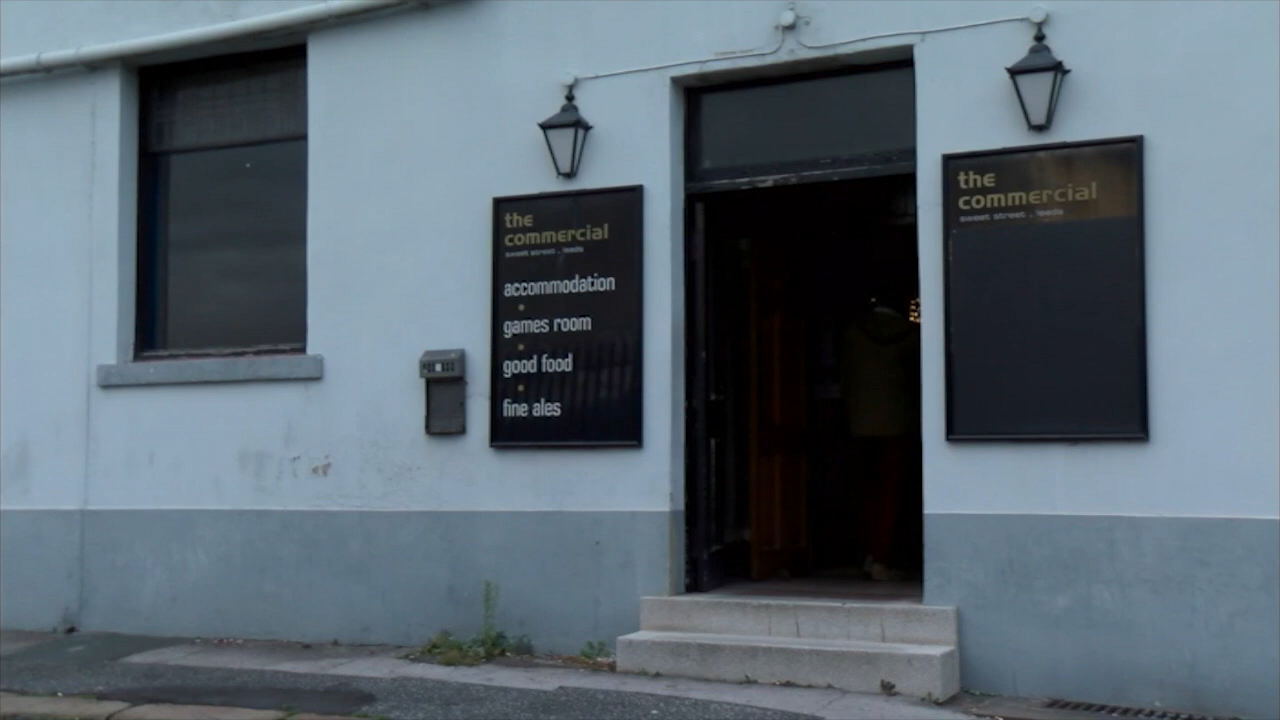 the
commercial
sweet street . leeds
accommodation
games room
good food
fine ales
the
commercial
sweet street . leeds